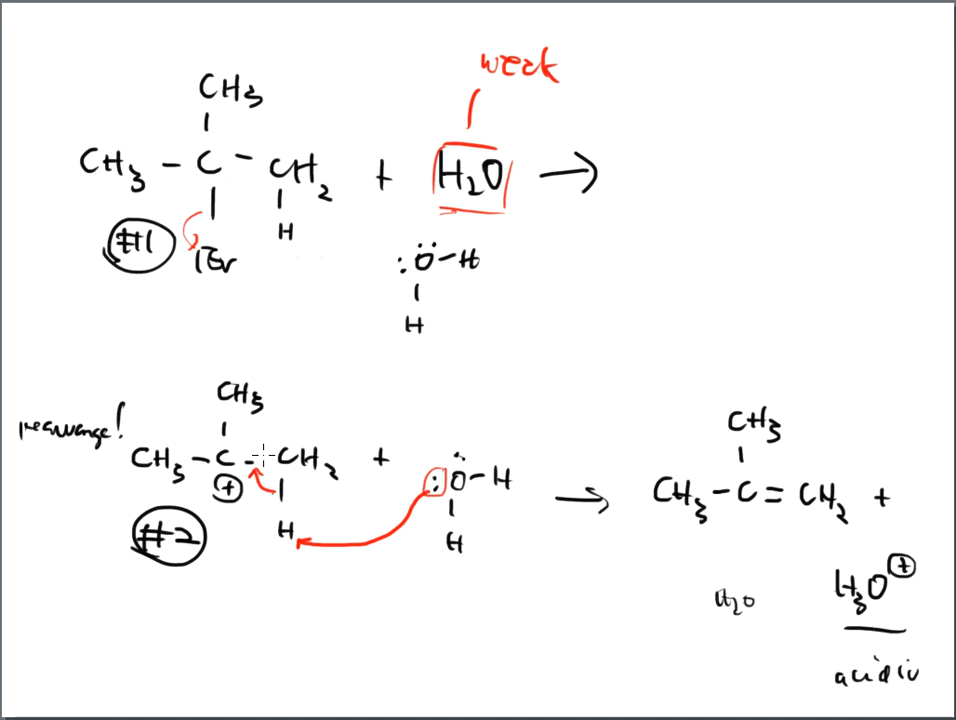 weak
CH3
CH3 - C - CH2 + H2O →
H
#1
Br
:Ö-H
H
CH3
rearrange!
CH3 - C - CH2 + :Ö-H → CH3 - C = CH2 +
CH3
⊕
H
H
#2
H2O
H3O⊕
acidic